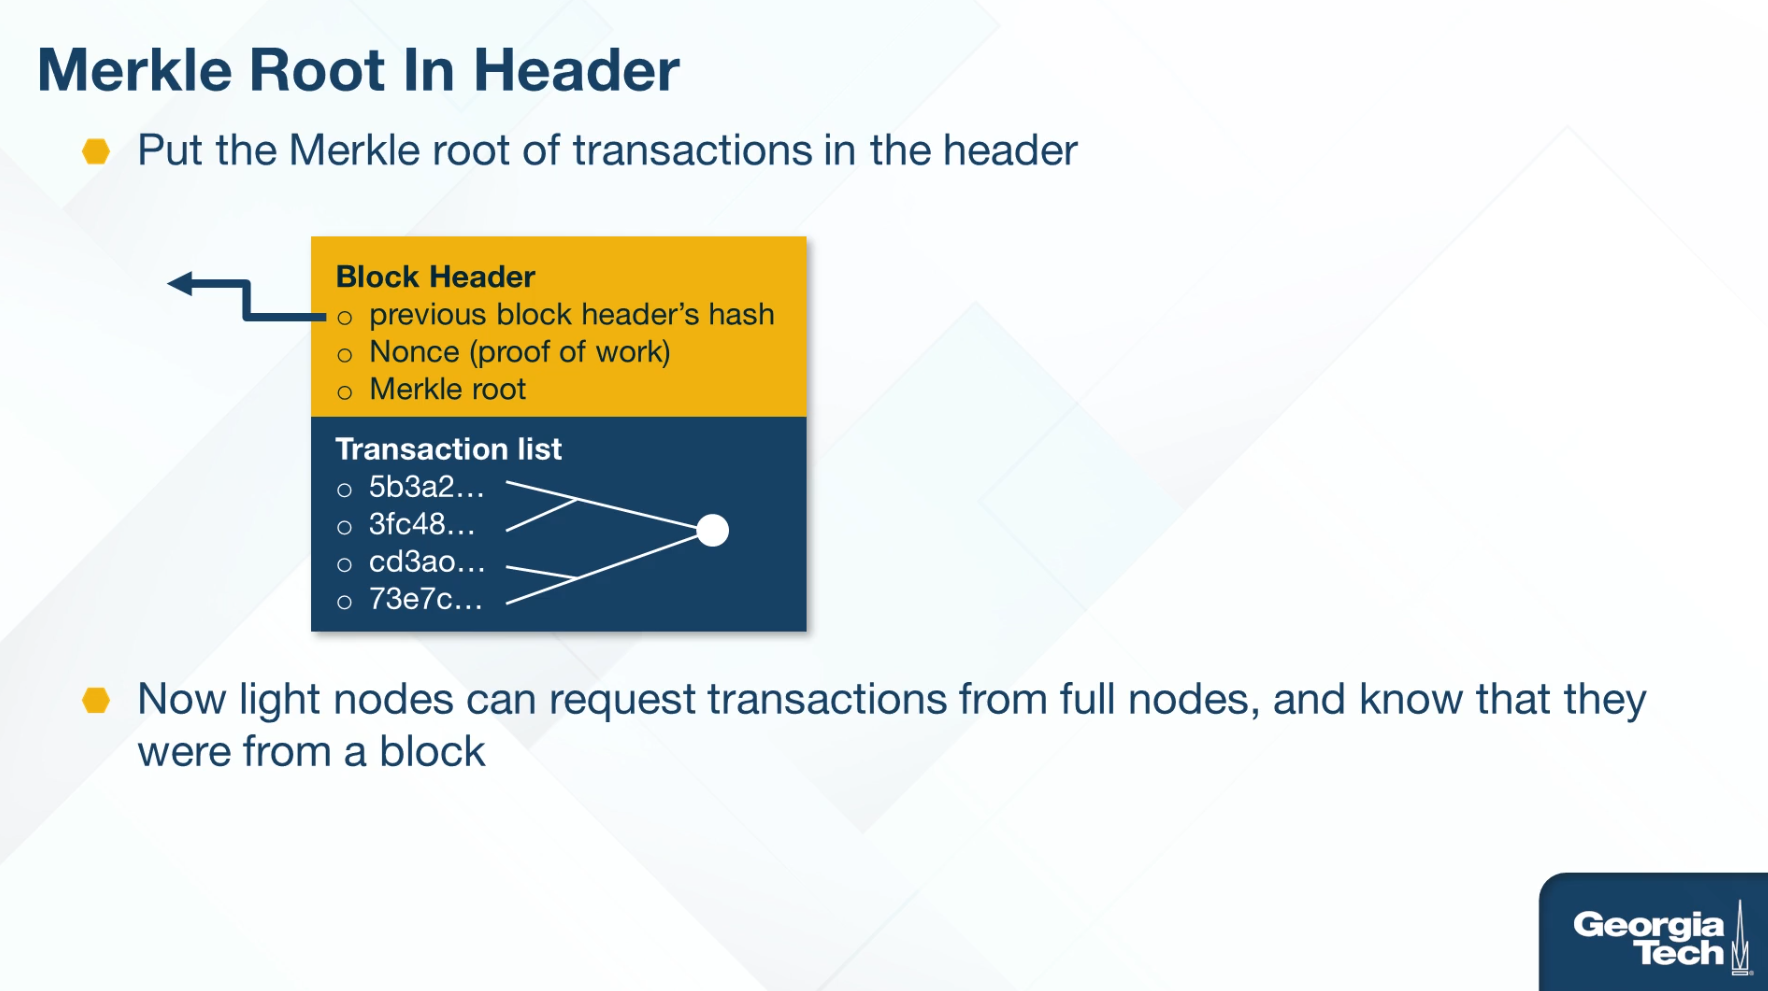 Merkle Root In Header
Put the Merkle root of transactions in the header
Block Header
previous block header’s hash
Nonce (proof of work)
Merkle root
Transaction list
5b3a2...
3fc48...
cd3ao...
73e7c...
Now light nodes can request transactions from full nodes, and know that they
were from a block
Georgia
Tech